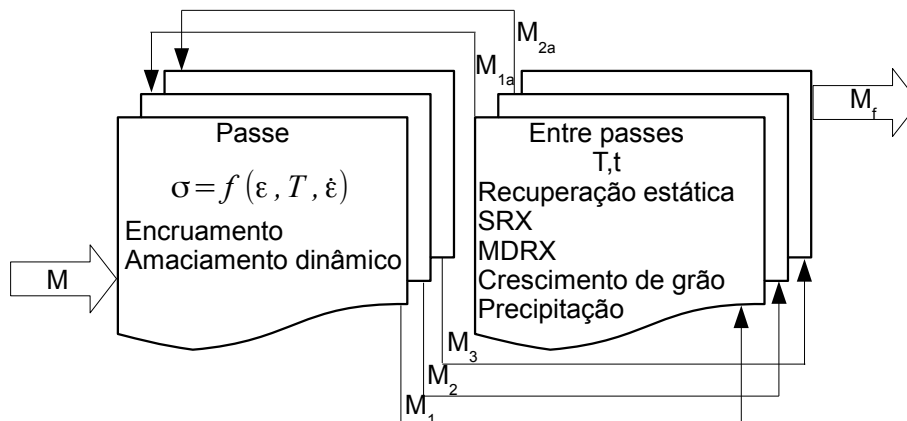 M₂ₐ
M₁ₐ
Passe
σ=f(ε, T, ε̇)
Encruamento
Amaciamento dinâmico
M
Entre passes
T,t
Recuperação estática
SRX
MDRX
Crescimento de grão
Precipitação
M_f
M₃
M₂
M₁